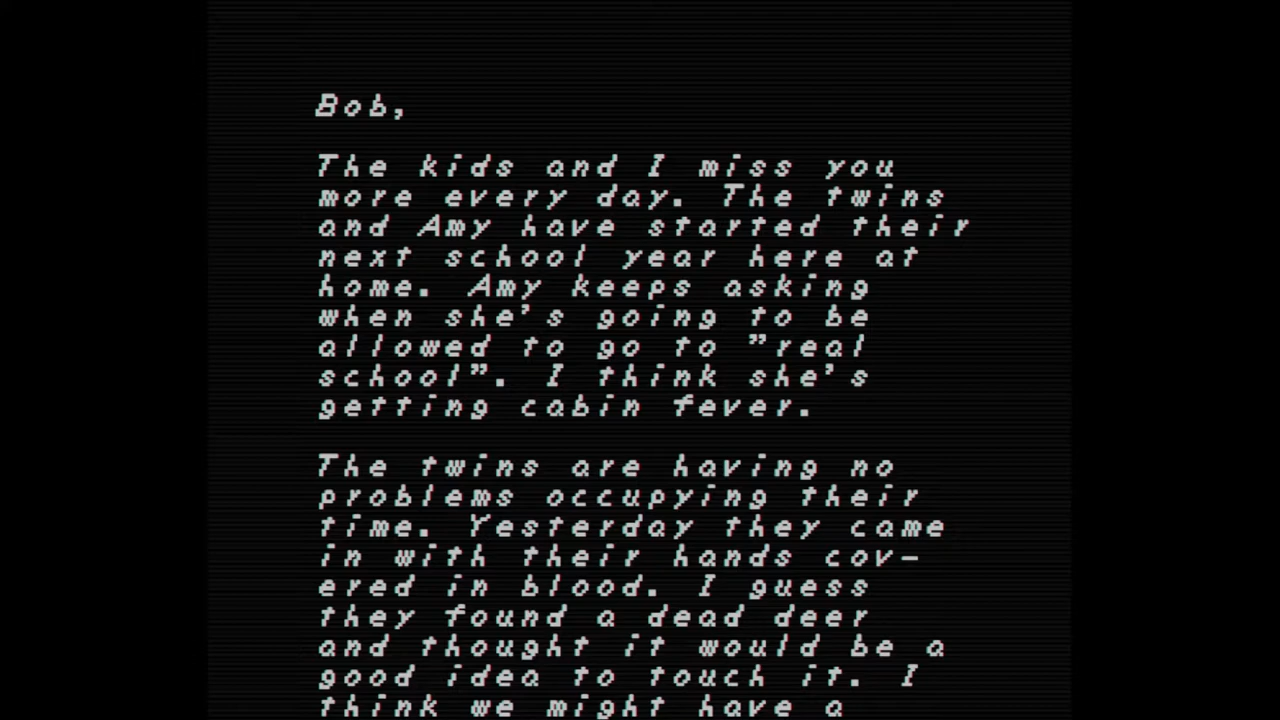 Bob,
The kids and I miss you
more every day. The twins
and Amy have started their
next school year here at
home. Amy keeps asking
when she's going to be
allowed to go to "real
school". I think she's
getting cabin fever.
The twins are having no
problems occupying their
time. Yesterday they came
in with their hands cov-
ered in blood. I guess
they found a dead deer
and thought it would be a
good idea to touch it. I
think we might have a